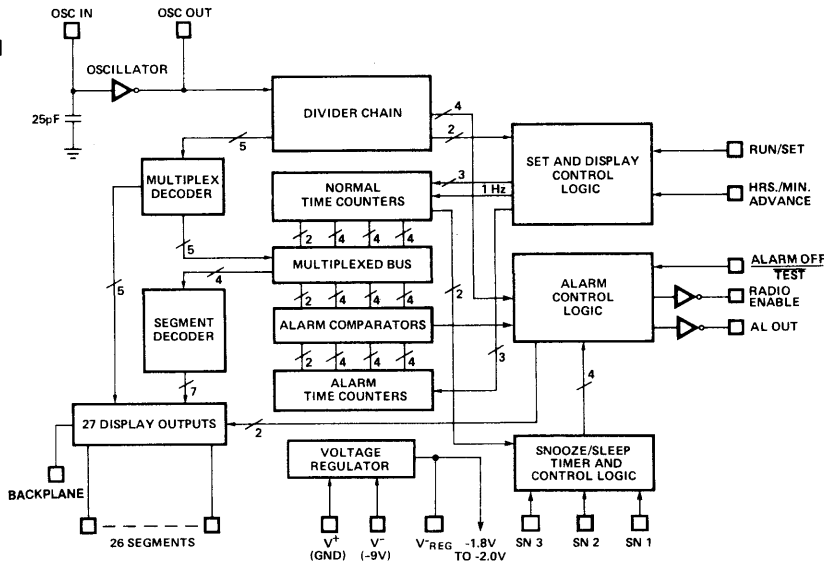 OSC IN
OSC OUT
OSCILLATOR
25pF
DIVIDER CHAIN
4
2
5
MULTIPLEX
DECODER
NORMAL
TIME COUNTERS
3
1 Hz
SET AND DISPLAY
CONTROL
LOGIC
RUN/SET
HRS./MIN.
ADVANCE
2
4
4
4
5
MULTIPLEXED BUS
4
5
2
2
4
4
4
SEGMENT
DECODER
ALARM COMPARATORS
ALARM
CONTROL
LOGIC
ALARM OFF
TEST
RADIO
ENABLE
AL OUT
2
4
4
4
3
ALARM
TIME COUNTERS
7
4
27 DISPLAY OUTPUTS
2
BACKPLANE
26 SEGMENTS
VOLTAGE
REGULATOR
V+
(GND)
V-
(-9V)
V-REG
-1.8V
TO -2.0V
SNOOZE/SLEEP
TIMER AND
CONTROL LOGIC
SN 3
SN 2
SN 1